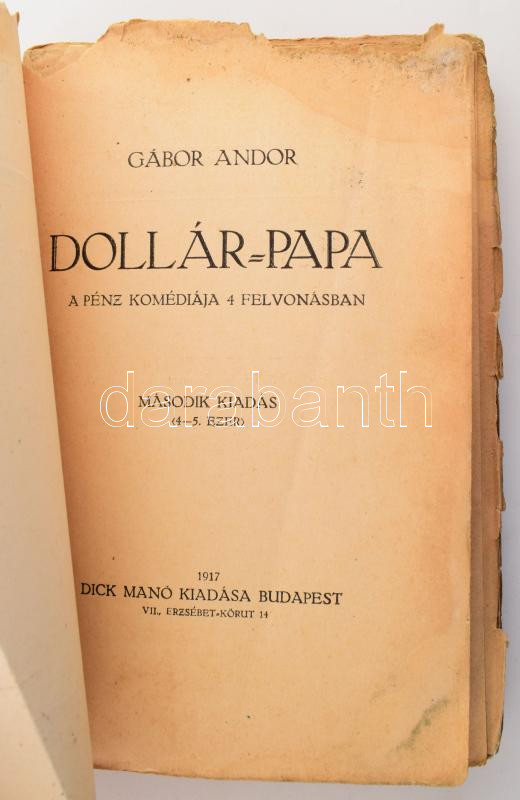 GÁBOR ANDOR
DOLLÁR=PAPA
A PÉNZ KOMÉDIÁJA 4 FELVONÁSBAN
MÁSODIK KIADÁS
darabanth
(4—5. EZER)
1917
DICK MANÓ KIADÁSA BUDAPEST
VII., ERZSÉBET=KÖRUT 14